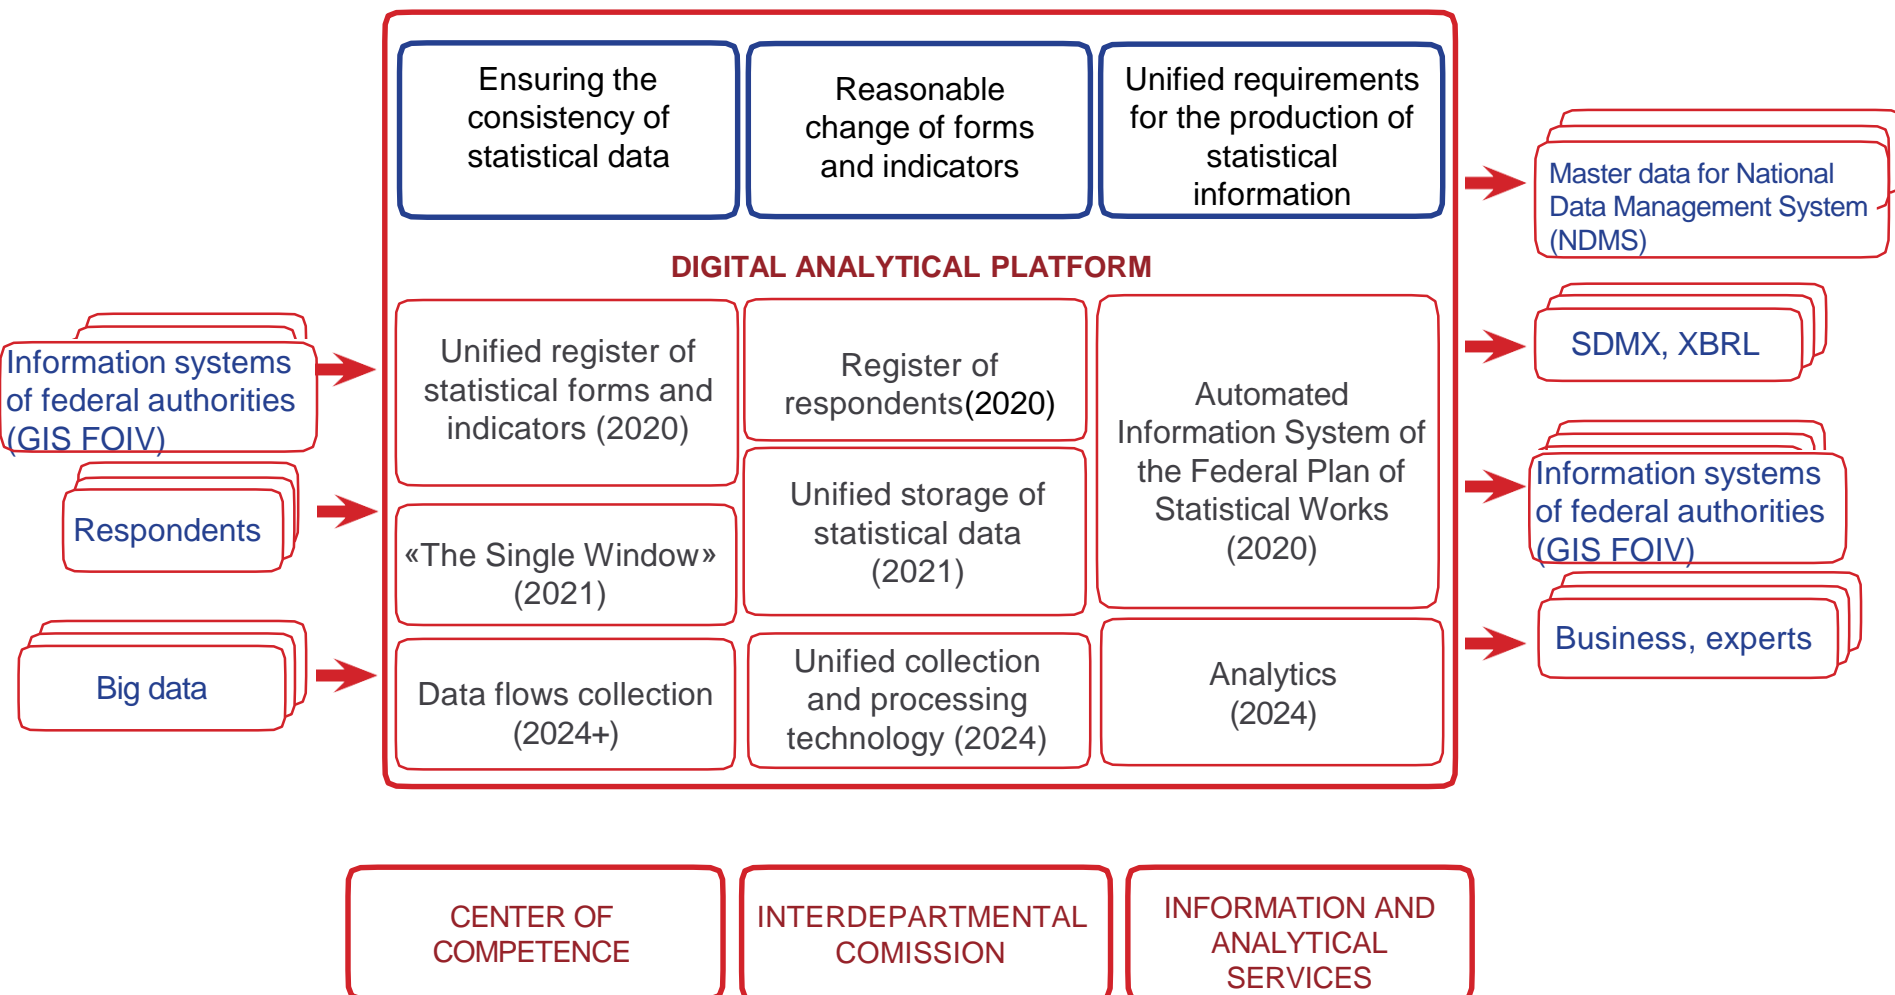 Ensuring the
consistency of
statistical data
Reasonable
change of forms
and indicators
Unified requirements
for the production of
statistical
information
DIGITAL ANALYTICAL PLATFORM
Information systems
of federal authorities
(GIS FOIV)
Respondents
Big data
Unified register of
statistical forms and
indicators (2020)
«The Single Window»
(2021)
Data flows collection
(2024+)
Register of
respondents(2020)
Unified storage of
statistical data
(2021)
Unified collection
and processing
technology (2024)
Automated
Information System of
the Federal Plan of
Statistical Works
(2020)
Analytics
(2024)
Master data for National
Data Management System
(NDMS)
SDMX, XBRL
Information systems
of federal authorities
(GIS FOIV)
Business, experts
CENTER OF
COMPETENCE
INTERDEPARTMENTAL
COMISSION
INFORMATION AND
ANALYTICAL
SERVICES